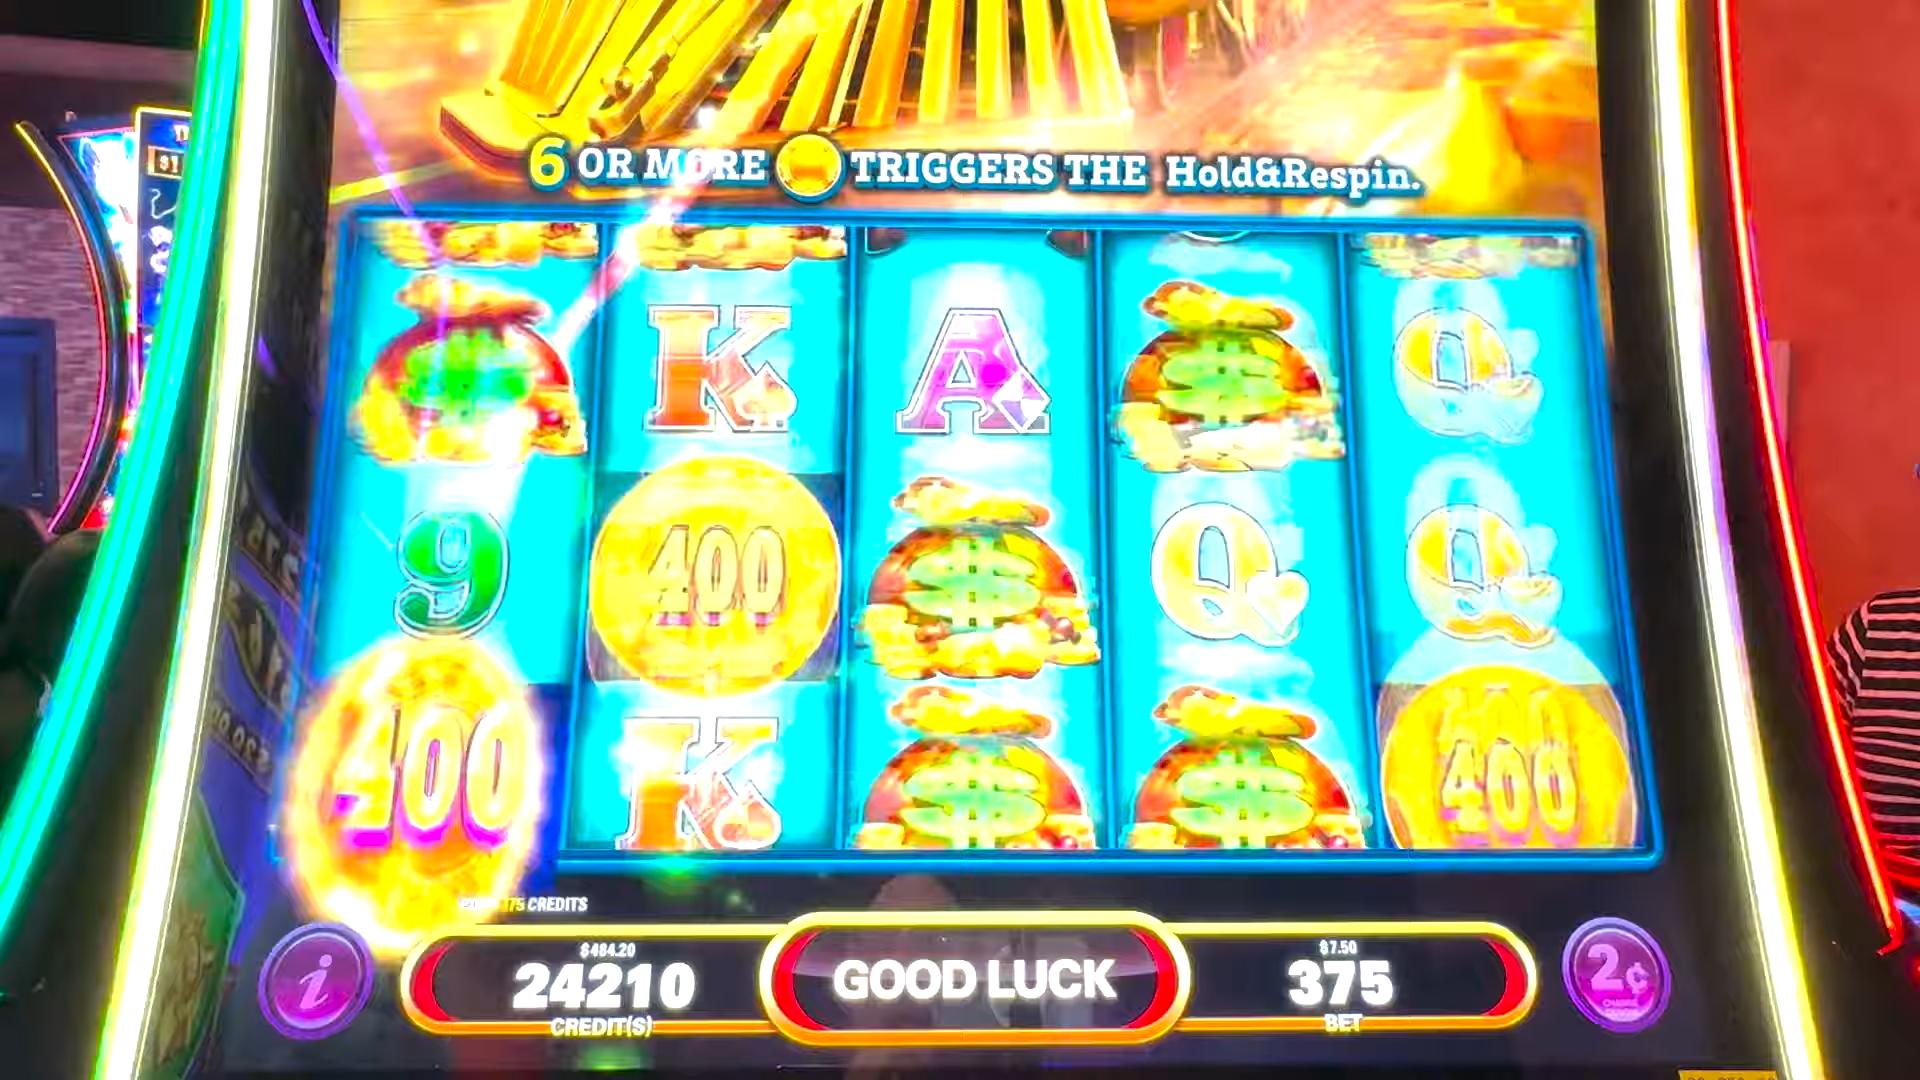 6 OR MORE TRIGGERS THE Hold&Respin.
K A Q
9 400 Q Q
400 K 400
75 CREDITS
$484.20
24210
CREDIT(S)
GOOD LUCK
$7.50
375
BET
i
2¢